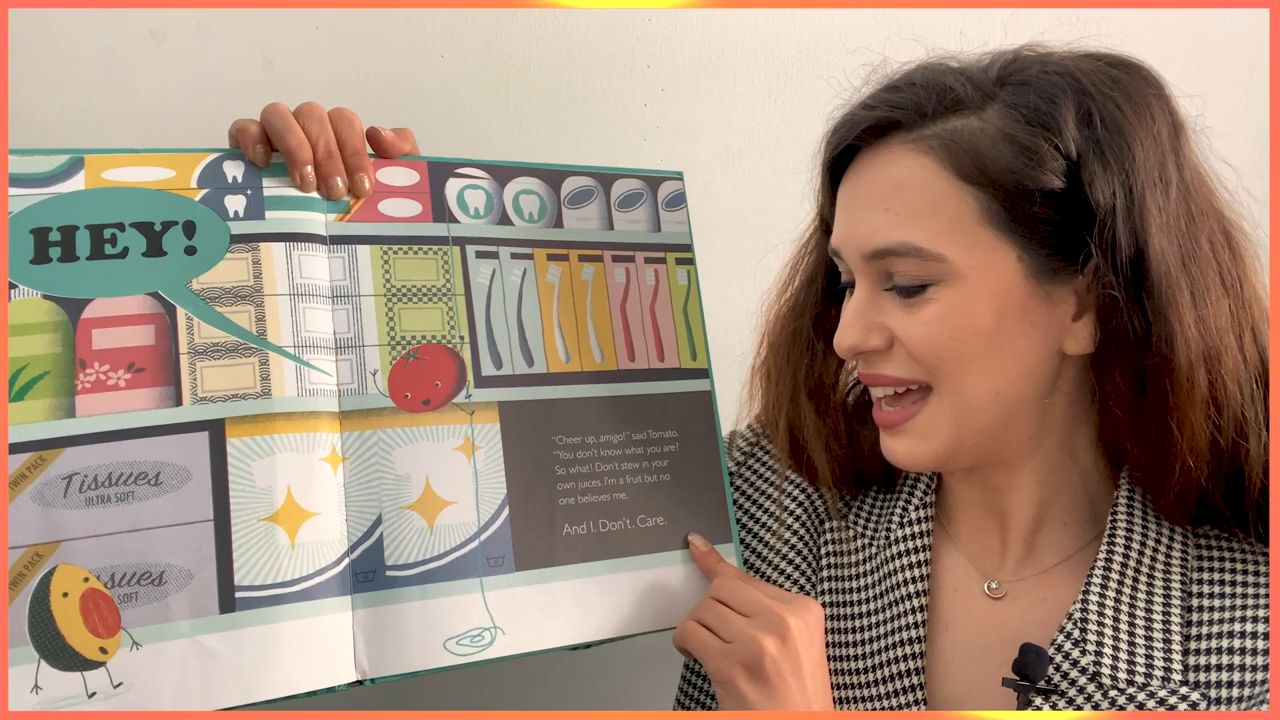 HEY!
TWIN PACK
Tissues
ULTRA SOFT
TWIN PACK
ssues
SOFT
"Cheer up, amigo!" said Tomato.
"You don't know what you are?
So what! Don't stew in your
own juices. I'm a fruit but no
one believes me.
And I. Don't. Care.